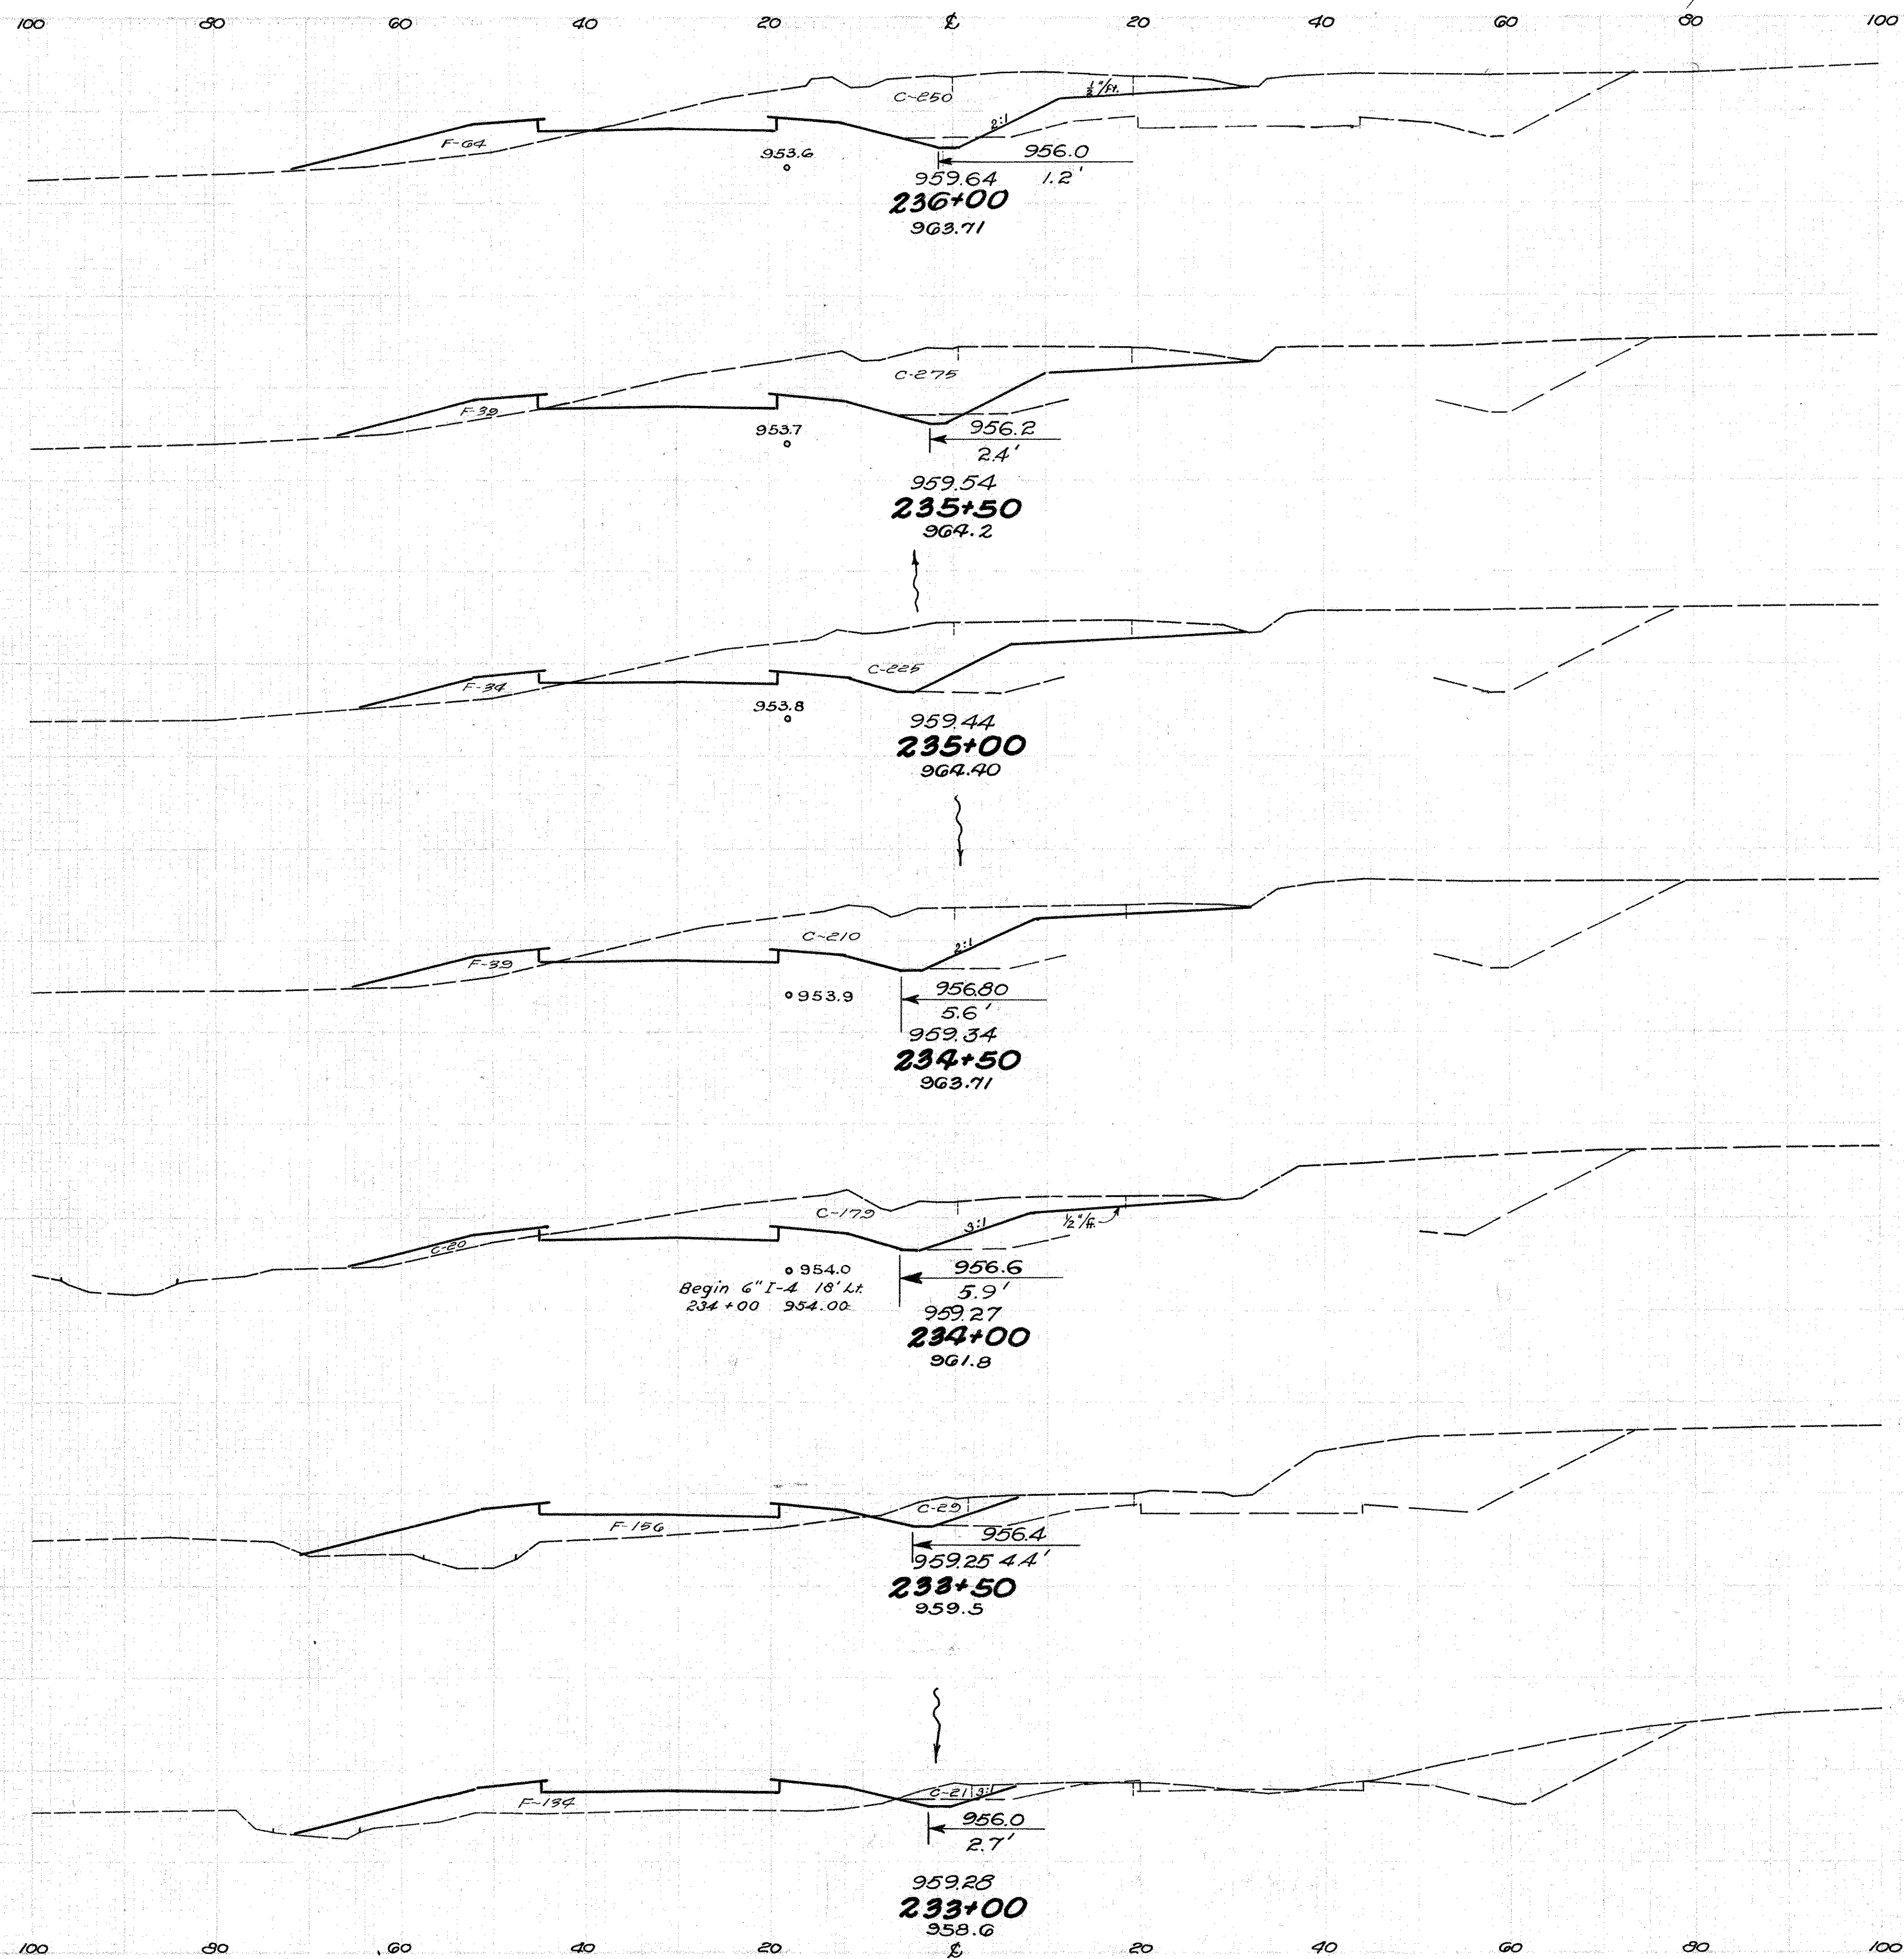 100 80 60 40 20 ℄ 20 40 60 80 100
C-250
½"/ft.
2:1
F-64
953.6
956.0
959.64 1.2'
236+00
963.71
C-275
F-39
953.7
956.2
2.4'
959.54
235+50
964.2
C-225
F-34
953.8
959.44
235+00
964.40
C-210
2:1
F-39
953.9
956.80
5.6'
959.34
234+50
963.71
C-179
3:1
½"/ft.
C-20
954.0
956.6
Begin 6" I-4 18' Lt.
5.9'
234+00 954.00
959.27
234+00
961.8
C-29
F-156
956.4
959.25 4.4'
233+50
959.5
C-21 3:1
F-134
956.0
2.7'
959.28
233+00
958.6
100 80 60 40 20 ℄ 20 40 60 80 100